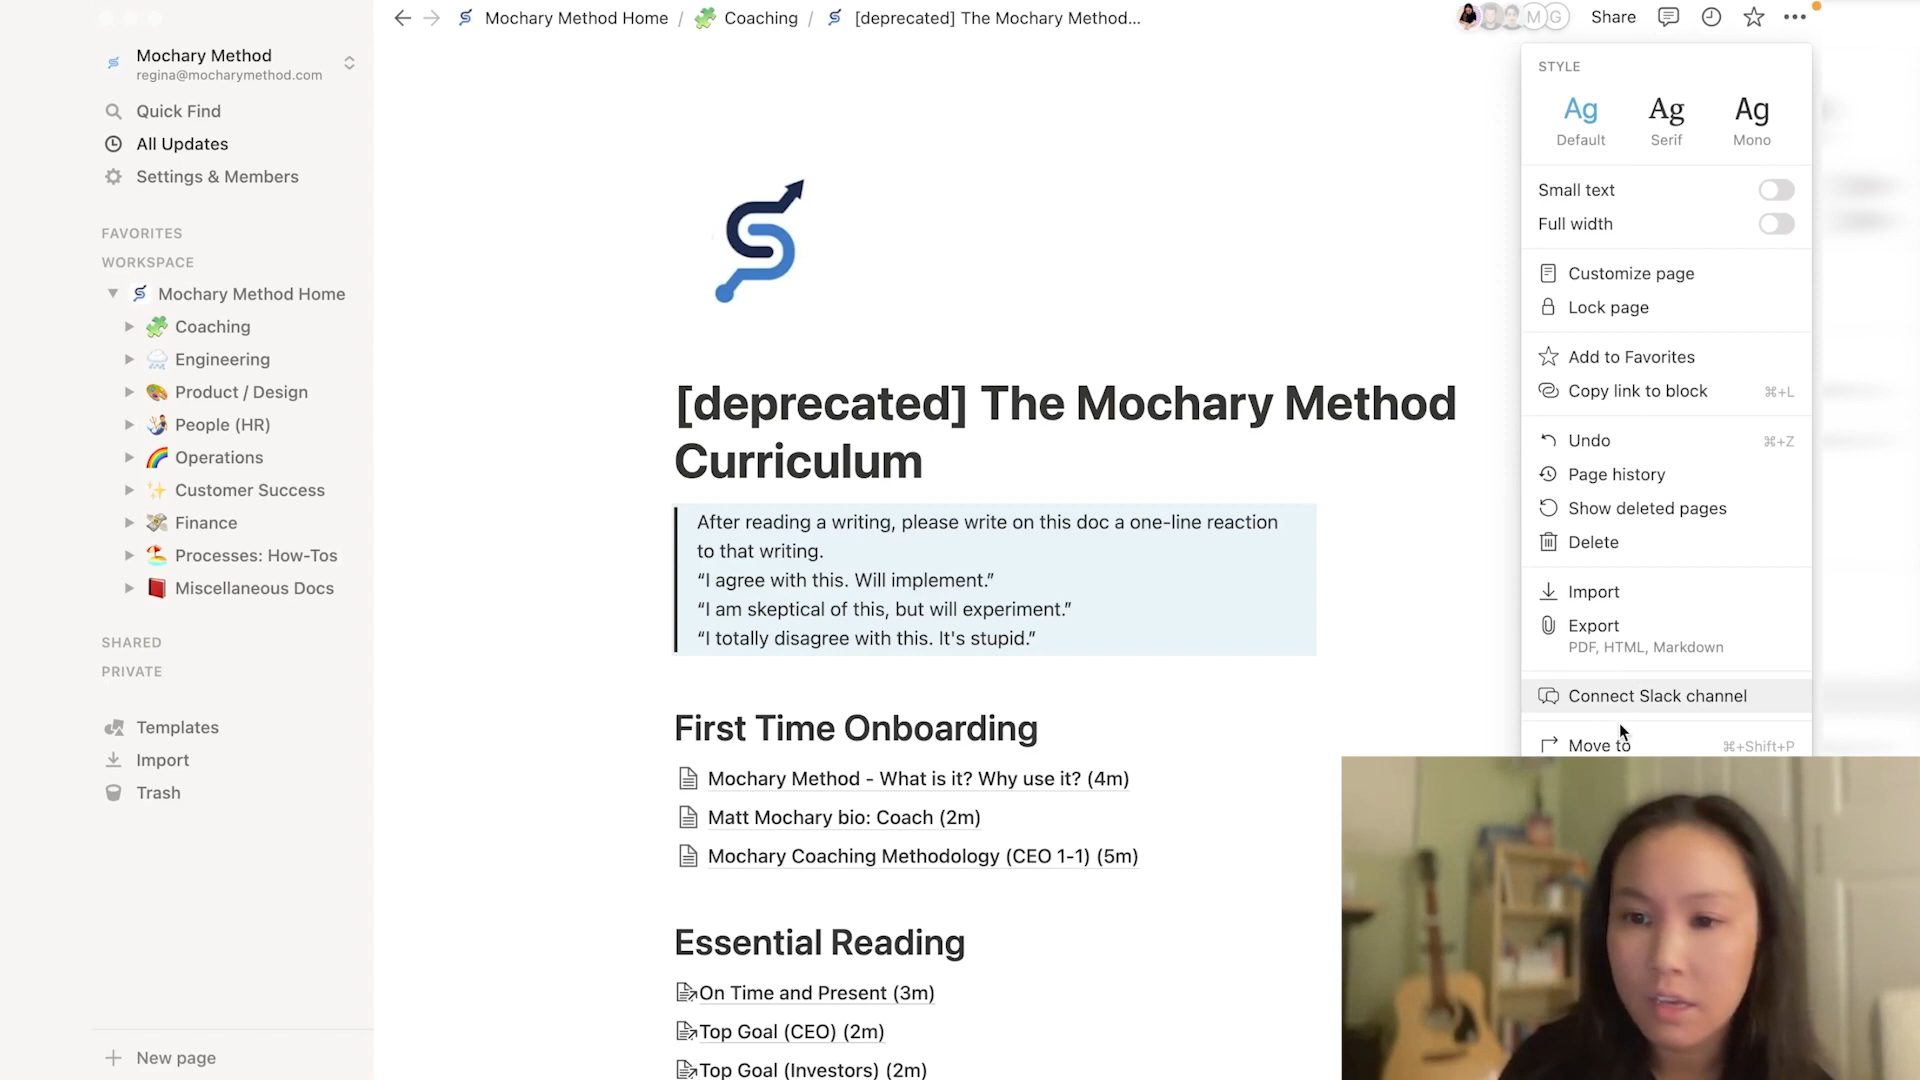 Mochary Method
regina@mocharymethod.com
Quick Find
All Updates
Settings & Members
FAVORITES
WORKSPACE
Mochary Method Home
Coaching
Engineering
Product / Design
People (HR)
Operations
Customer Success
Finance
Processes: How-Tos
Miscellaneous Docs
SHARED
PRIVATE
Templates
Import
Trash
New page
Mochary Method Home / Coaching / [deprecated] The Mochary Method...
M G Share
[deprecated] The Mochary Method
Curriculum
After reading a writing, please write on this doc a one-line reaction
to that writing.
“I agree with this. Will implement.”
“I am skeptical of this, but will experiment.”
“I totally disagree with this. It's stupid.”
First Time Onboarding
Mochary Method - What is it? Why use it? (4m)
Matt Mochary bio: Coach (2m)
Mochary Coaching Methodology (CEO 1-1) (5m)
Essential Reading
On Time and Present (3m)
Top Goal (CEO) (2m)
Top Goal (Investors) (2m)
STYLE
Ag Ag Ag
Default Serif Mono
Small text
Full width
Customize page
Lock page
Add to Favorites
Copy link to block ⌘+L
Undo ⌘+Z
Page history
Show deleted pages
Delete
Import
Export
PDF, HTML, Markdown
Connect Slack channel
Move to ⌘+Shift+P